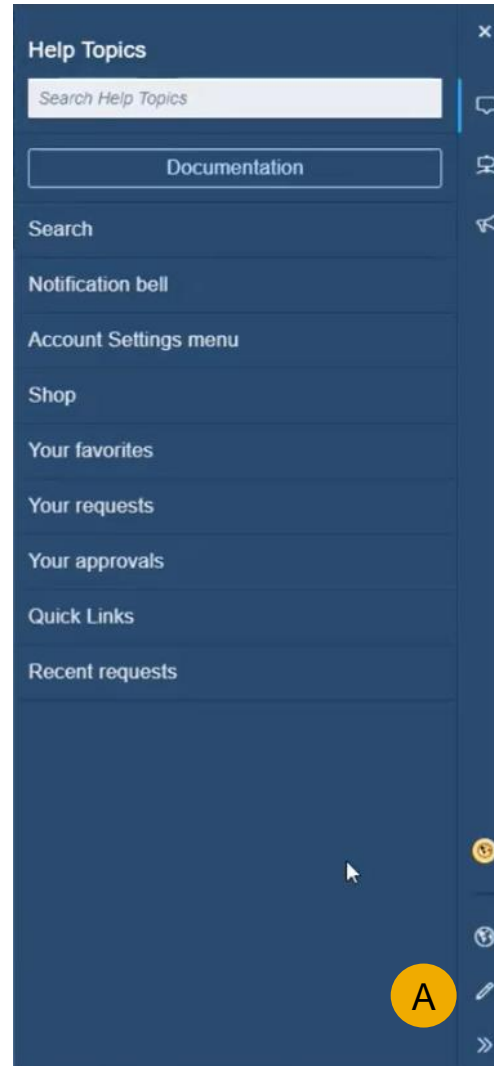 Help Topics
Search Help Topics
Documentation
Search
Notification bell
Account Settings menu
Shop
Your favorites
Your requests
Your approvals
Quick Links
Recent requests
A